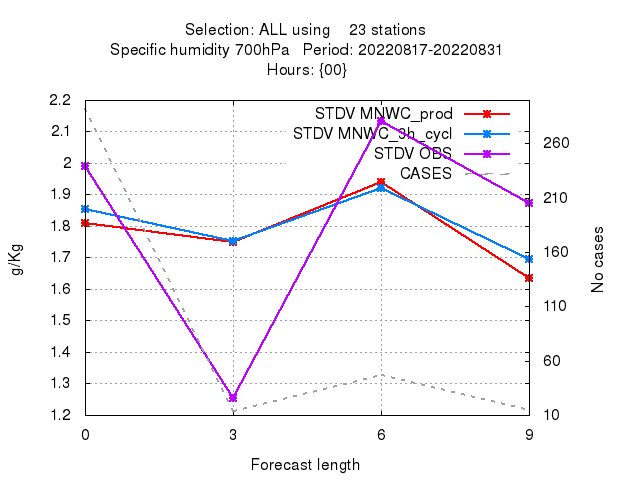 Selection: ALL using    23 stations
Specific humidity 700hPa   Period: 20220817-20220831
Hours: {00}
STDV MNWC_prod
STDV MNWC_3h_cycl
STDV OBS
CASES
2.2
2.1
2
1.9
1.8
1.7
1.6
1.5
1.4
1.3
1.2
g/Kg
260
210
160
110
60
10
No cases
0 3 6 9
Forecast length